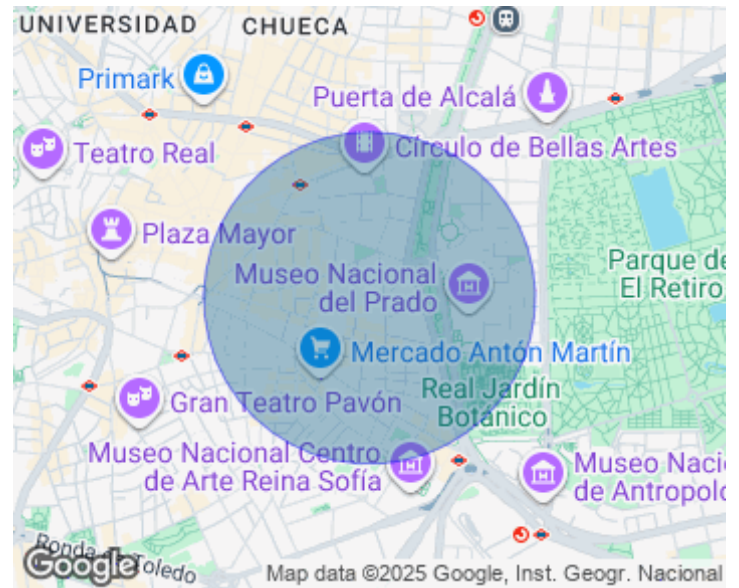 UNIVERSIDAD
CHUECA
Primark
Puerta de Alcalá
Teatro Real
Círculo de Bellas Artes
Plaza Mayor
Museo Nacional
del Prado
Parque de
El Retiro
Mercado Antón Martín
Gran Teatro Pavón
Real Jardín
Botánico
Museo Nacional Centro
de Arte Reina Sofía
Museo Naci
de Antropolo
Ronda de Toledo
Google
Map data ©2025 Google, Inst. Geogr. Nacional